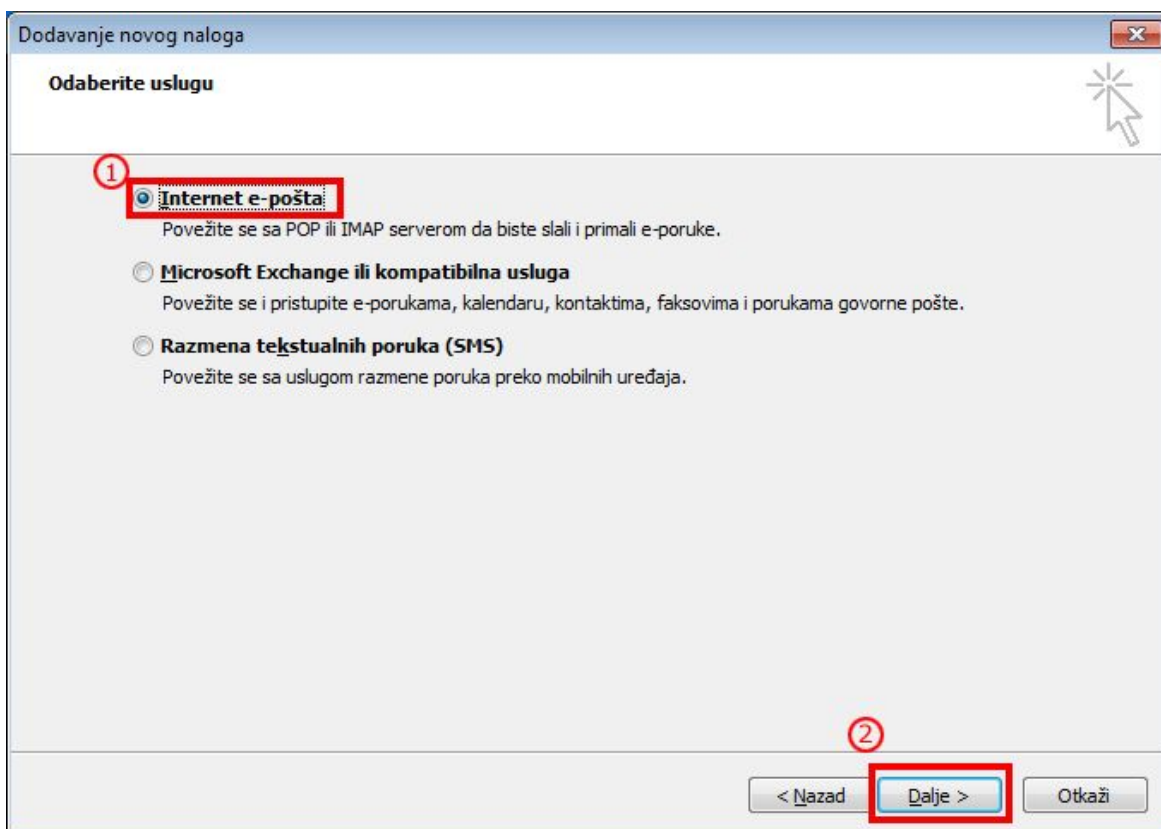 Dodavanje novog naloga
Odaberite uslugu
1
Internet e-pošta
Povežite se sa POP ili IMAP serverom da biste slali i primali e-poruke.
Microsoft Exchange ili kompatibilna usluga
Povežite se i pristupite e-porukama, kalendaru, kontaktima, faksovima i porukama govorne pošte.
Razmena tekstualnih poruka (SMS)
Povežite se sa uslugom razmene poruka preko mobilnih uređaja.
2
< Nazad
Dalje >
Otkaži